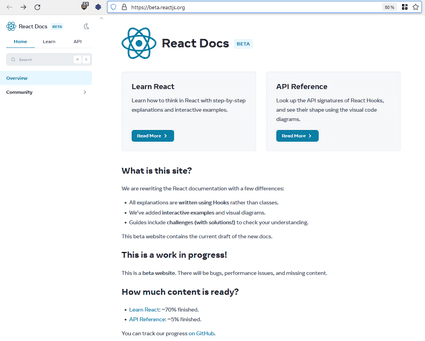 https://beta.reactjs.org
80 %
React Docs BETA
Home Learn API
Search
Overview
Community
React Docs BETA
Learn React
Learn how to think in React with step-by-step
explanations and interactive examples.
Read More
API Reference
Look up the API signatures of React Hooks,
and see their shape using the visual code
diagrams.
Read More
What is this site?
We are rewriting the React documentation with a few differences:
All explanations are written using Hooks rather than classes.
We've added interactive examples and visual diagrams.
Guides include challenges (with solutions!) to check your understanding.
This beta website contains the current draft of the new docs.
This is a work in progress!
This is a beta website. There will be bugs, performance issues, and missing content.
How much content is ready?
Learn React: ~70% finished.
API Reference: ~5% finished.
You can track our progress on GitHub.